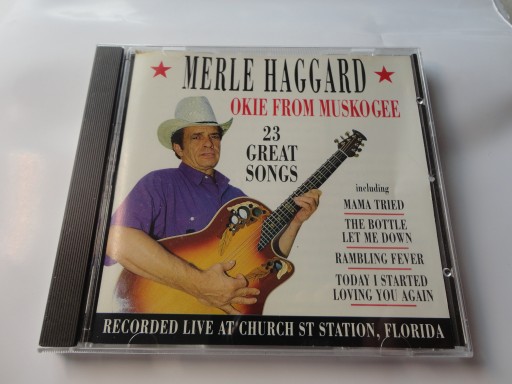 MERLE HAGGARD
OKIE FROM MUSKOGEE
23
GREAT
SONGS
including
MAMA TRIED
THE BOTTLE
LET ME DOWN
RAMBLING FEVER
TODAY I STARTED
LOVING YOU AGAIN
RECORDED LIVE AT CHURCH ST STATION, FLORIDA